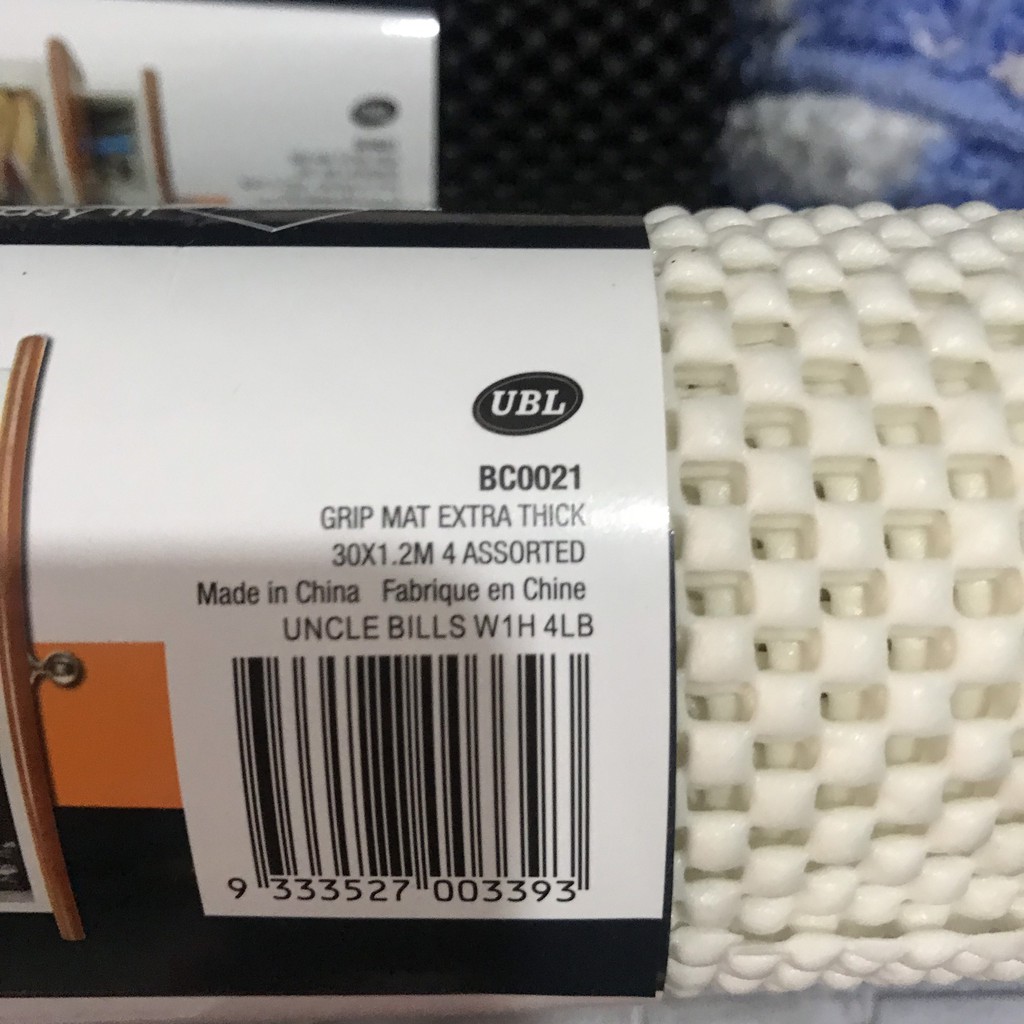 UBL
BC0021
GRIP MAT EXTRA THICK
30X1.2M 4 ASSORTED
Made in China Fabrique en Chine
UNCLE BILLS W1H 4LB
9 333527 003393